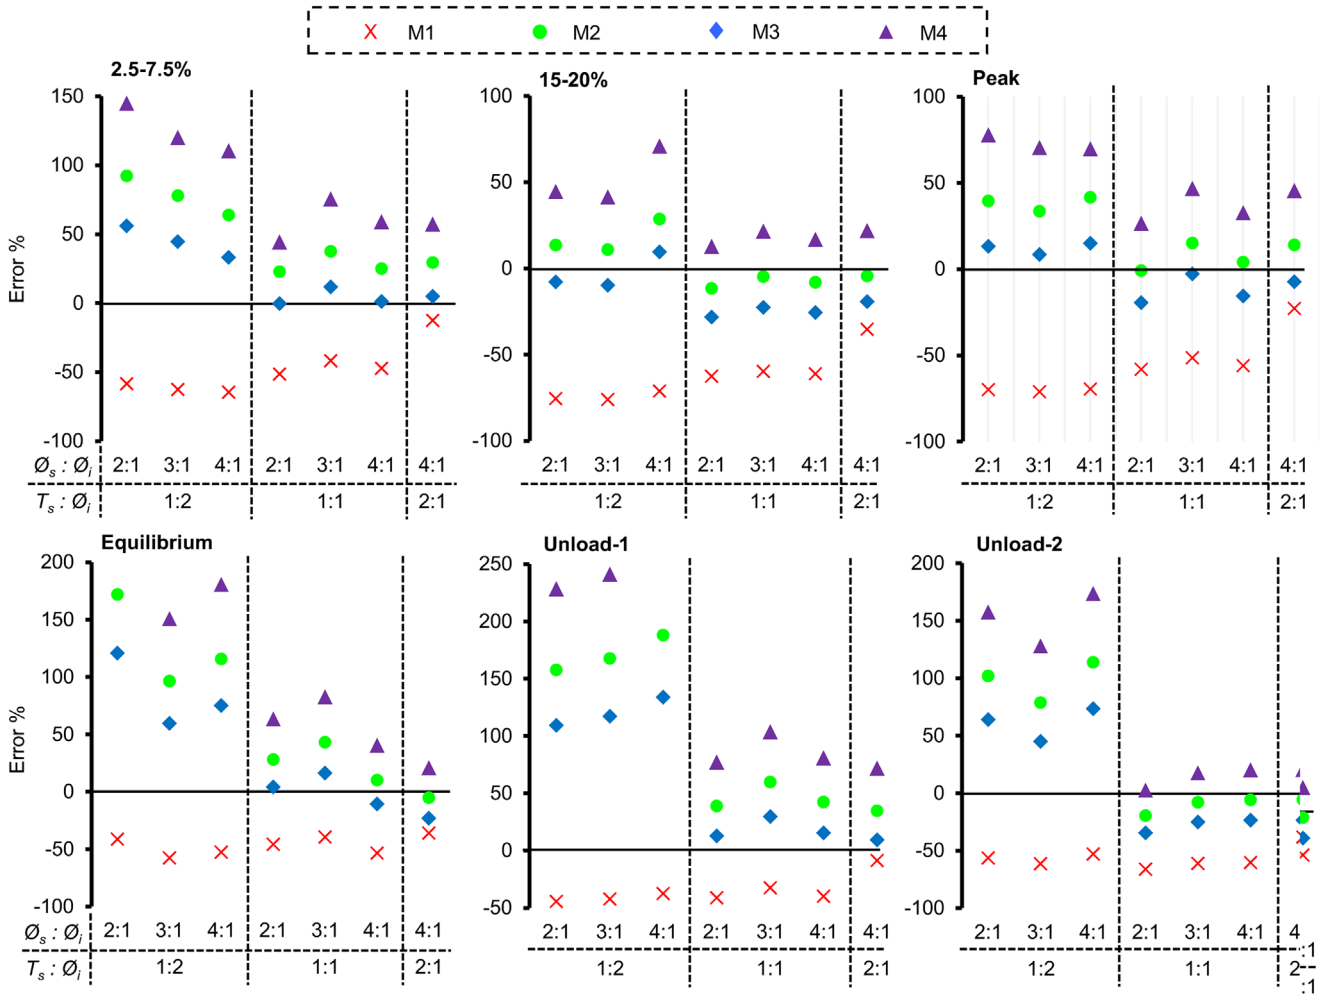 M1 M2 M3 M4
2.5-7.5% 15-20% Peak
150 100 100
100 50 50
50 0 0
0 -50 -50
-50 -100 -100
-100
Error %
Øs : Øi 2:1 3:1 4:1 2:1 3:1 4:1 4:1 2:1 3:1 4:1 2:1 3:1 4:1 4:1 2:1 3:1 4:1 2:1 3:1 4:1 4:1
Ts : Øi 1:2 1:1 2:1 1:2 1:1 2:1 1:2 1:1 2:1
Equilibrium Unload-1 Unload-2
200 250 200
150 200 150
100 150 100
50 100 50
0 50 0
-50 0 -50
-100 -50 -100
Error %
Øs : Øi 2:1 3:1 4:1 2:1 3:1 4:1 4:1 2:1 3:1 4:1 2:1 3:1 4:1 4:1 2:1 3:1 4:1 2:1 3:1 4:1 4
:1
Ts : Øi 1:2 1:1 2:1 1:2 1:1 2:1 1:2 1:1 2
:1